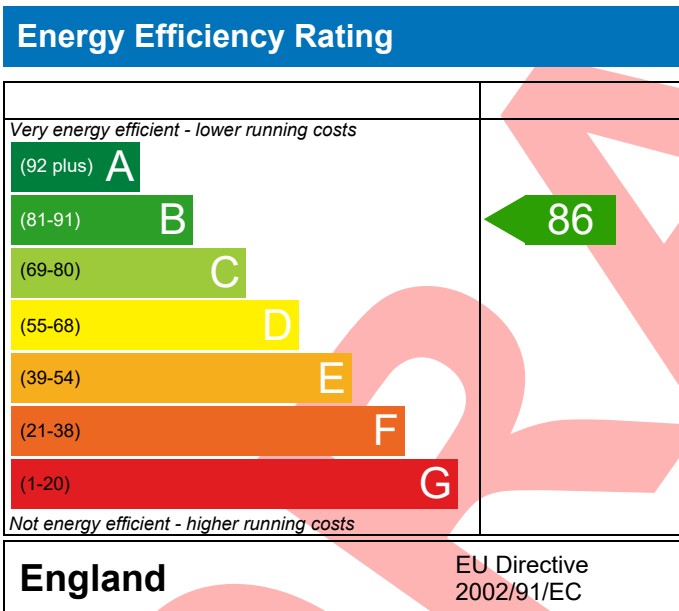 Energy Efficiency Rating
Very energy efficient - lower running costs
(92 plus) A
(81-91) B
86
(69-80) C
(55-68) D
(39-54) E
(21-38) F
(1-20) G
Not energy efficient - higher running costs
England
EU Directive
2002/91/EC